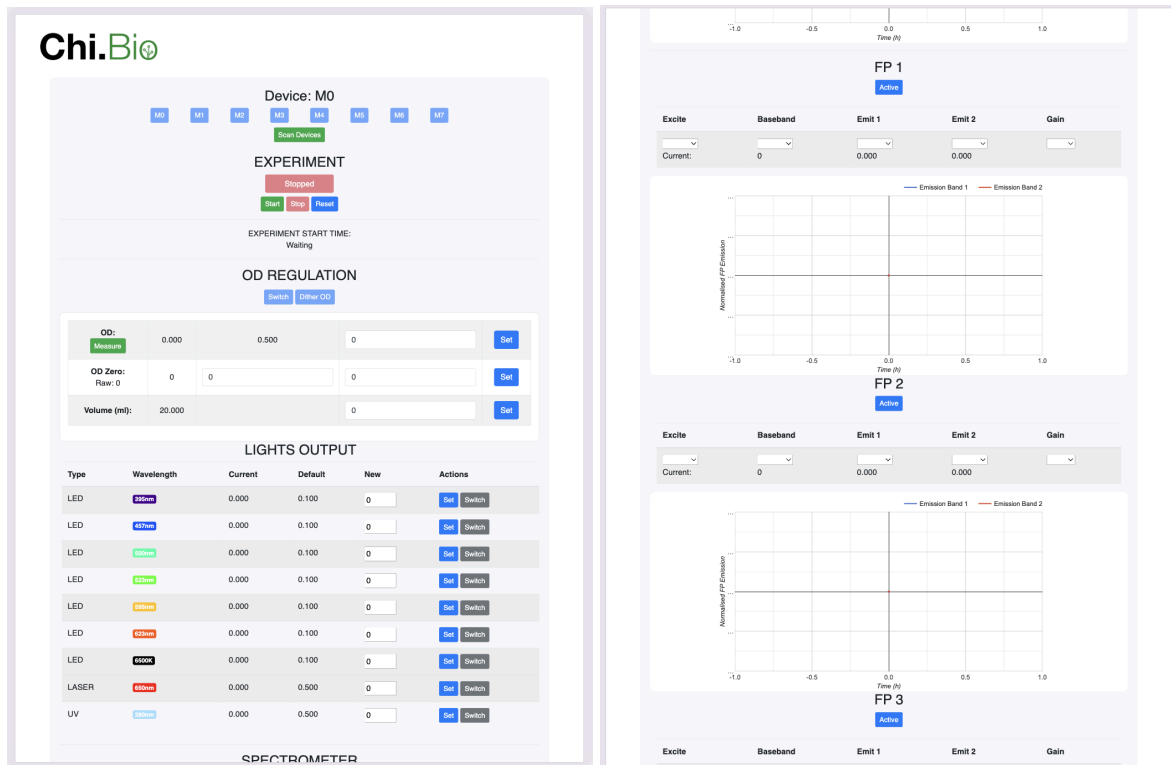 Chi.Bio
Device: M0
M0 M1 M2 M3 M4 M5 M6 M7
Scan Devices
EXPERIMENT
Stopped
Start Stop Reset
EXPERIMENT START TIME:
Waiting
OD REGULATION
Switch Dither OD
OD:
Measure
0.000 0.500 0 Set
OD Zero:
Raw: 0
0 0 0 Set
Volume (ml): 20.000 0 Set
LIGHTS OUTPUT
Type Wavelength Current Default New Actions
LED 395nm 0.000 0.100 0 Set Switch
LED 457nm 0.000 0.100 0 Set Switch
LED 0.000 0.100 0 Set Switch
LED 0.000 0.100 0 Set Switch
LED 0.000 0.100 0 Set Switch
LED 623nm 0.000 0.100 0 Set Switch
LED 6500K 0.000 0.100 0 Set Switch
LASER 650nm 0.000 0.500 0 Set Switch
UV 0.000 0.500 0 Set Switch
SPECTROMETER
... -1.0 -0.5 0.0 0.5 1.0
Time (h)
FP 1
Active
Excite Baseband Emit 1 Emit 2 Gain
Current: 0 0.000 0.000
Emission Band 1 Emission Band 2
...
...
Normalised FP Emission
...
...
... -1.0 -0.5 0.0 0.5 1.0
Time (h)
FP 2
Active
Excite Baseband Emit 1 Emit 2 Gain
Current: 0 0.000 0.000
Emission Band 1 Emission Band 2
...
...
Normalised FP Emission
...
...
... -1.0 -0.5 0.0 0.5 1.0
Time (h)
FP 3
Active
Excite Baseband Emit 1 Emit 2 Gain